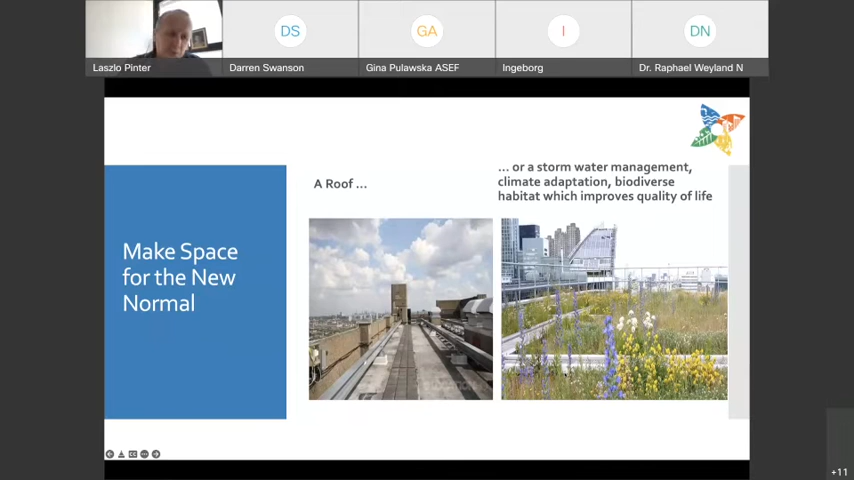 DS
GA
I
DN
Laszlo Pinter
Darren Swanson
Gina Pulawska ASEF
Ingeborg
Dr. Raphael Weyland N
... or a storm water management,
climate adaptation, biodiverse
habitat which improves quality of life
A Roof ...
Make Space
for the New
Normal
+11